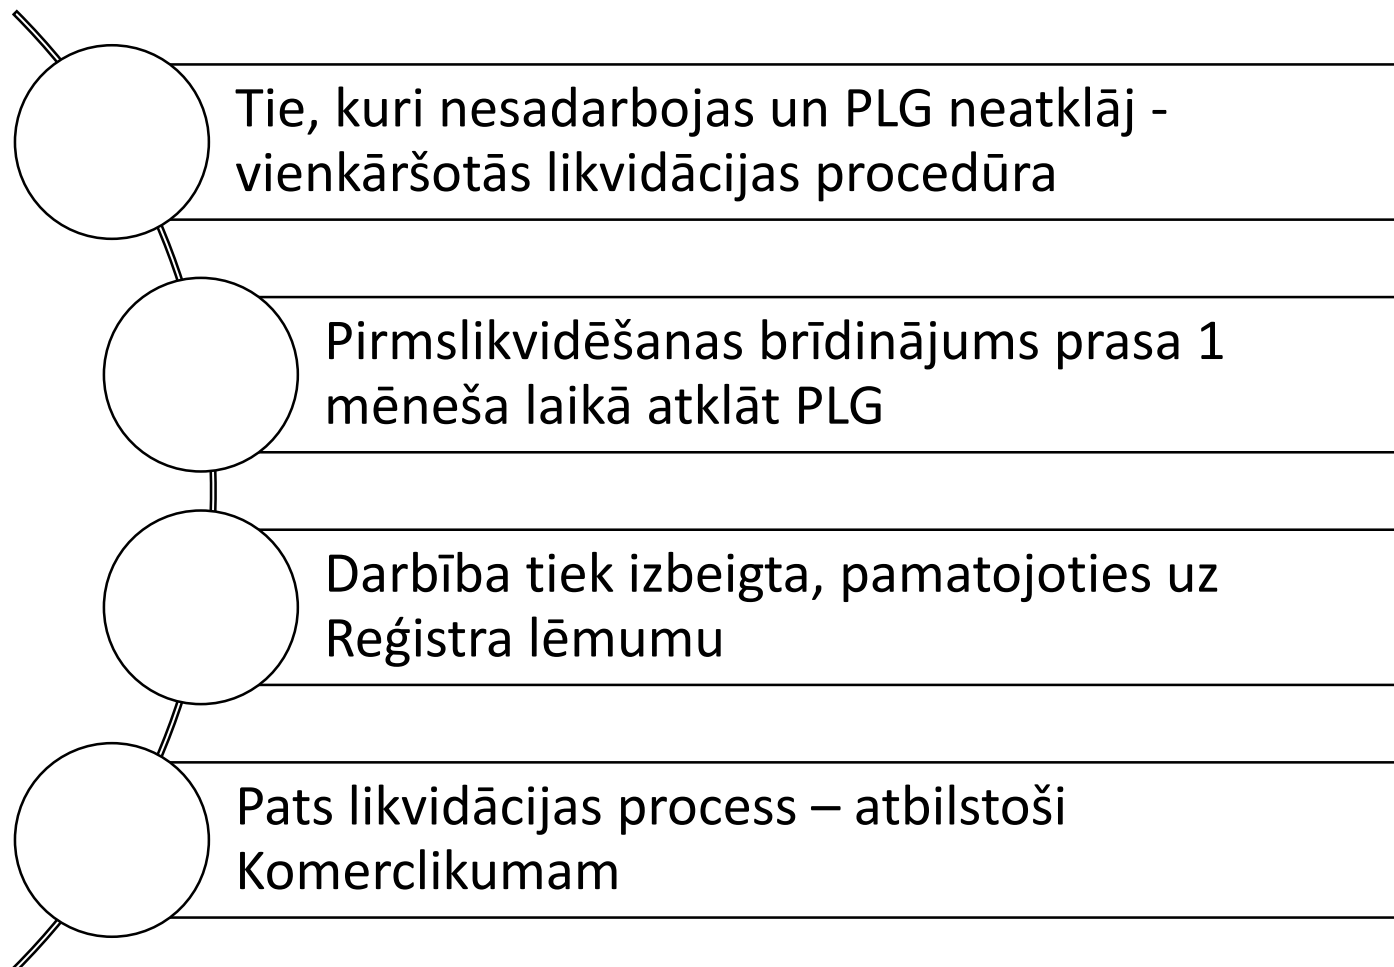 Tie, kuri nesadarbojas un PLG neatklāj -
vienkāršotās likvidācijas procedūra
Pirmslikvidēšanas brīdinājums prasa 1
mēneša laikā atklāt PLG
Darbība tiek izbeigta, pamatojoties uz
Reģistra lēmumu
Pats likvidācijas process – atbilstoši
Komerclikumam